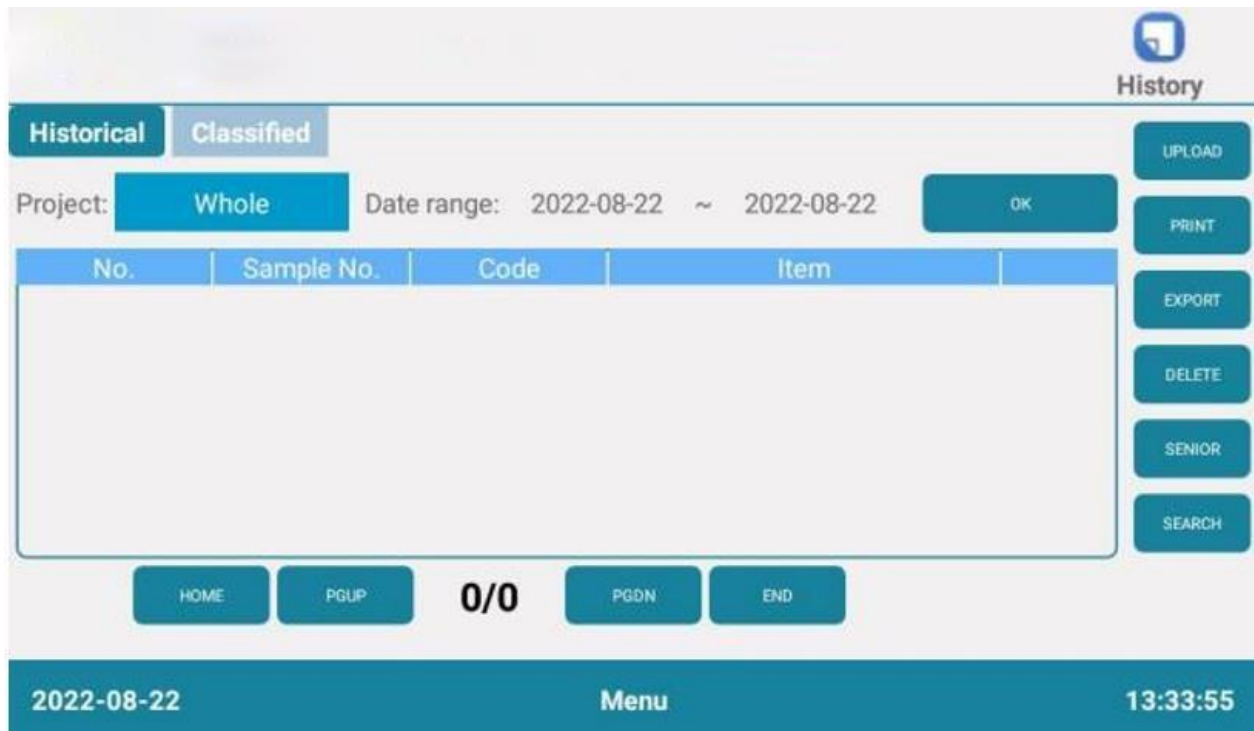 History
Historical Classified
UPLOAD
Project: Whole Date range: 2022-08-22 ~ 2022-08-22 OK
PRINT
No. Sample No. Code Item
EXPORT
DELETE
SENIOR
SEARCH
HOME PGUP 0/0 PGDN END
2022-08-22 Menu 13:33:55